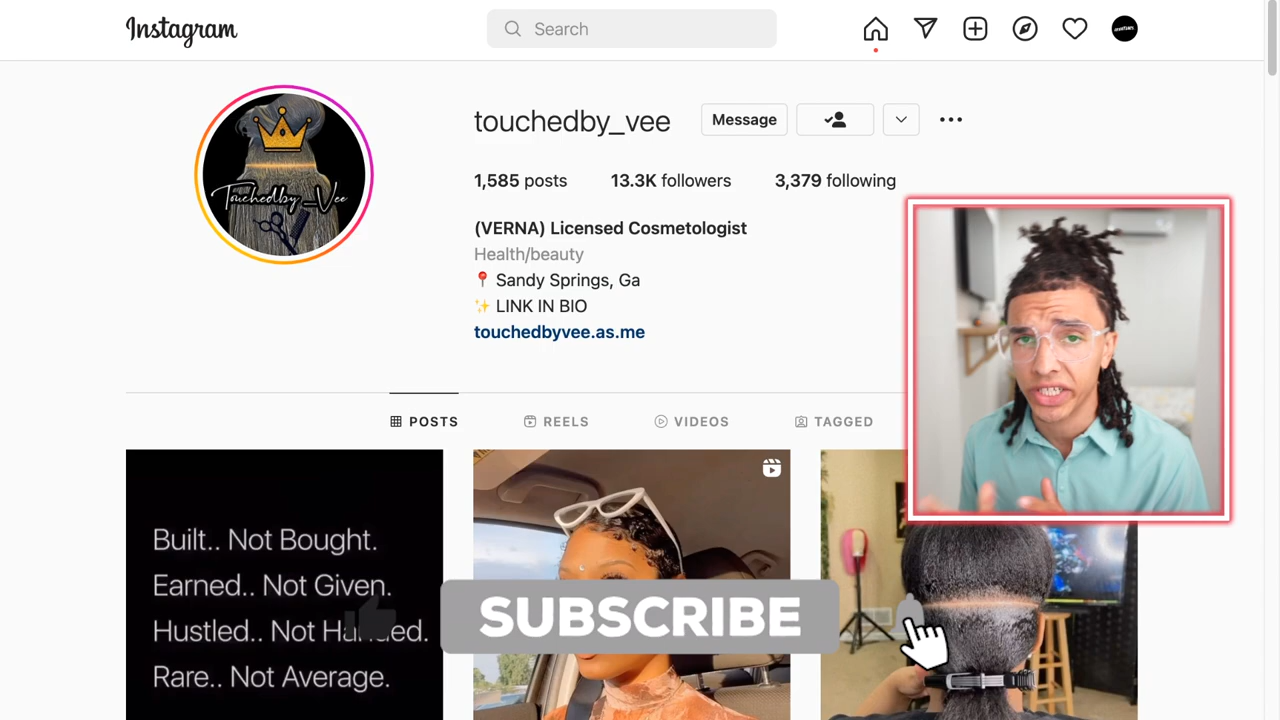 Instagram
Search
touchedby_vee
Message
1,585 posts 13.3K followers 3,379 following
(VERNA) Licensed Cosmetologist
Health/beauty
📍 Sandy Springs, Ga
✨ LINK IN BIO
touchedbyvee.as.me
POSTS REELS VIDEOS TAGGED
Touchedby_Vee
Built.. Not Bought.
Earned.. Not Given.
Hustled.. Not Handed.
Rare.. Not Average.
SUBSCRIBE